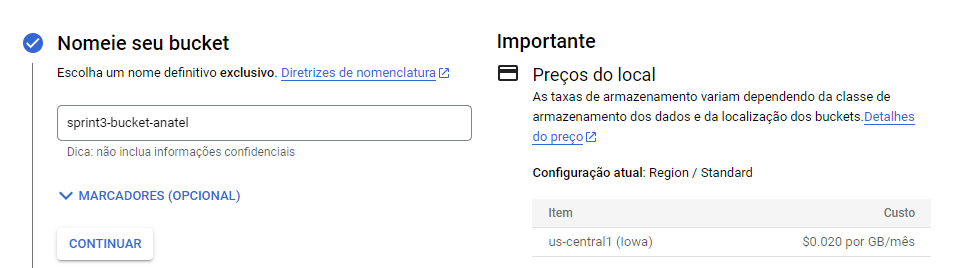 Nomeie seu bucket
Escolha um nome definitivo exclusivo. Diretrizes de nomenclatura
sprint3-bucket-anatel
Dica: não inclua informações confidenciais
MARCADORES (OPCIONAL)
CONTINUAR
Importante
Preços do local
As taxas de armazenamento variam dependendo da classe de
armazenamento dos dados e da localização dos buckets.Detalhes
do preço
Configuração atual: Region / Standard
Item Custo
us-central1 (Iowa) $0.020 por GB/mês